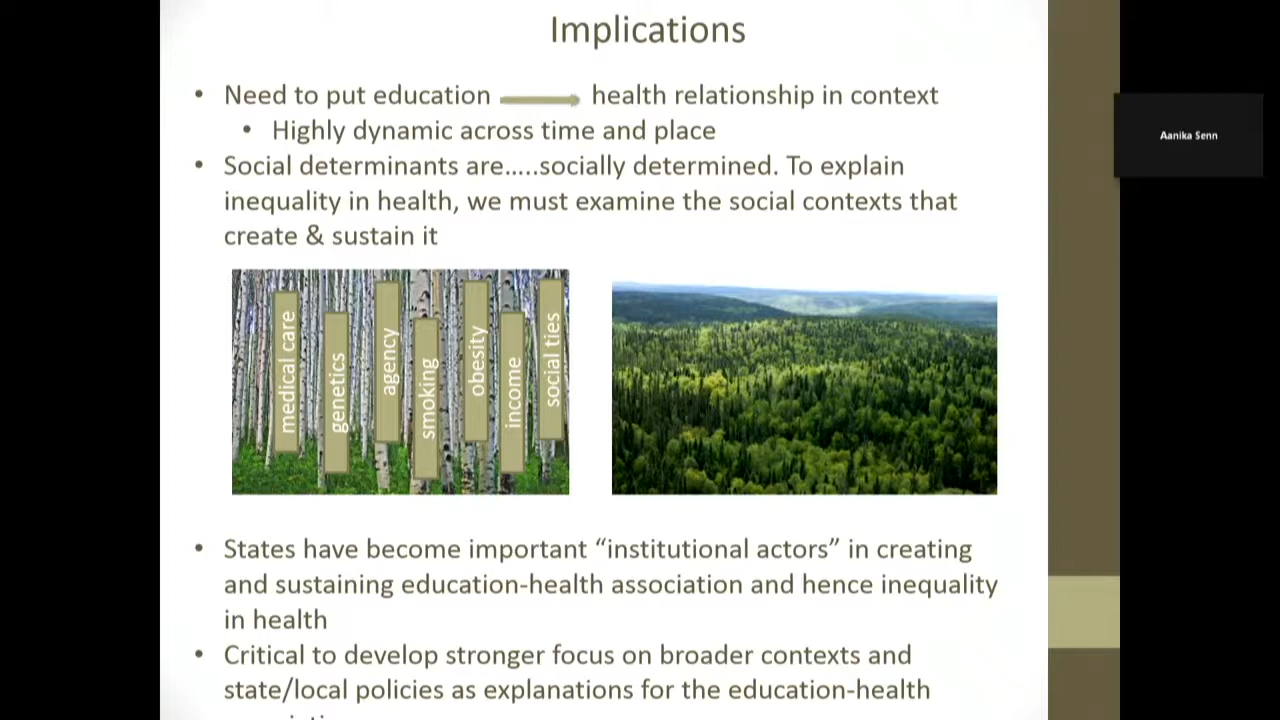 Implications
• Need to put education health relationship in context
• Highly dynamic across time and place
• Social determinants are…..socially determined. To explain
inequality in health, we must examine the social contexts that
create & sustain it
medical care
genetics
agency
smoking
obesity
income
social ties
• States have become important “institutional actors” in creating
and sustaining education-health association and hence inequality
in health
• Critical to develop stronger focus on broader contexts and
state/local policies as explanations for the education-health
Aanika Senn